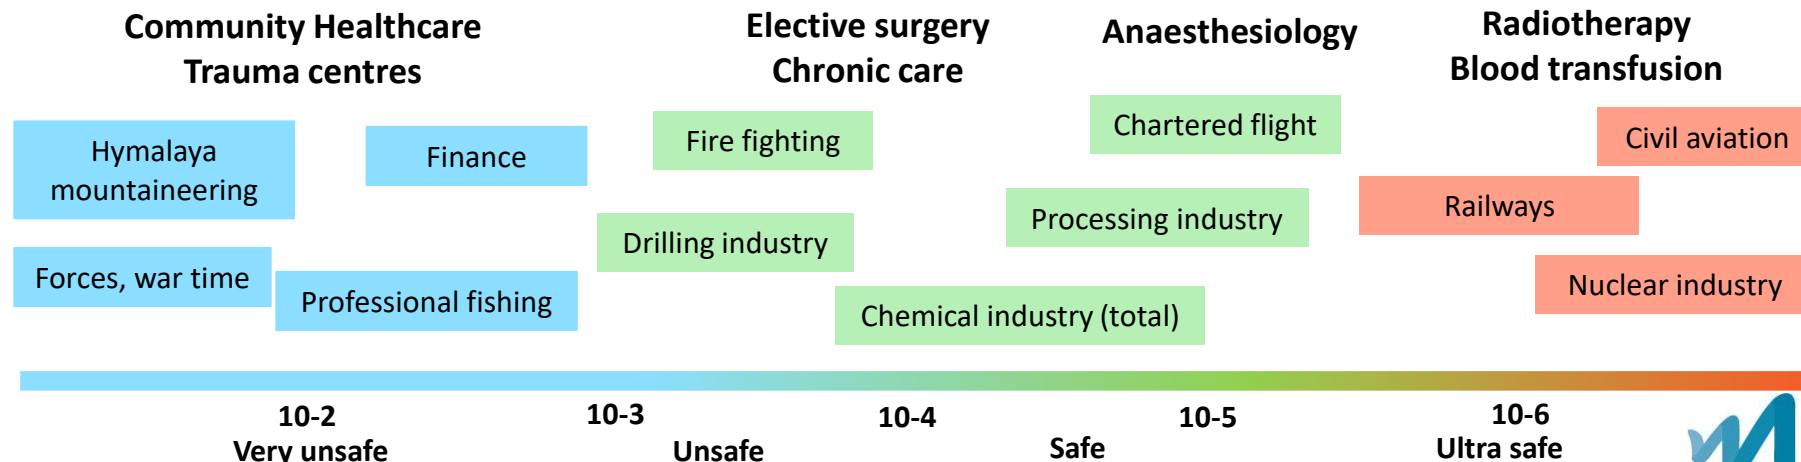 Community Healthcare
Trauma centres
Elective surgery
Chronic care
Anaesthesiology
Radiotherapy
Blood transfusion
Hymalaya
mountaineering
Finance
Fire fighting
Chartered flight
Civil aviation
Forces, war time
Professional fishing
Drilling industry
Processing industry
Railways
Chemical industry (total)
Nuclear industry
10-2
10-3
10-4
10-5
10-6
Very unsafe
Unsafe
Safe
Ultra safe